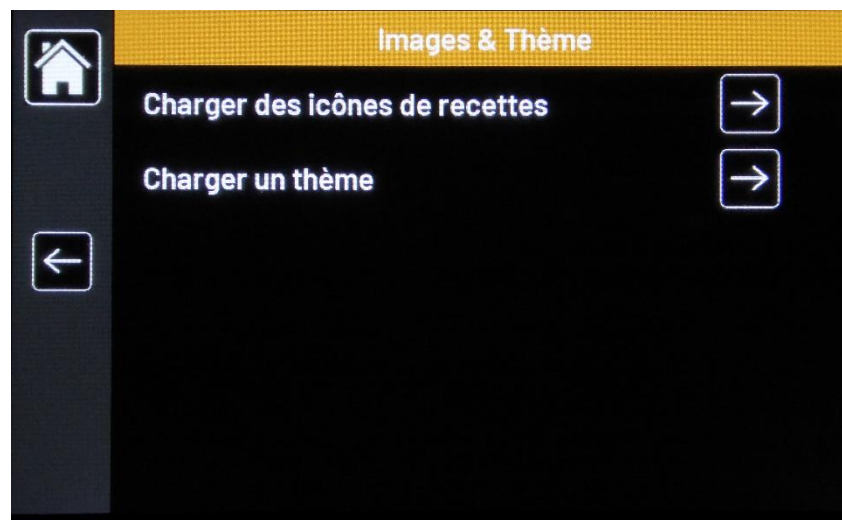 Images & Thème
Charger des icônes de recettes
Charger un thème